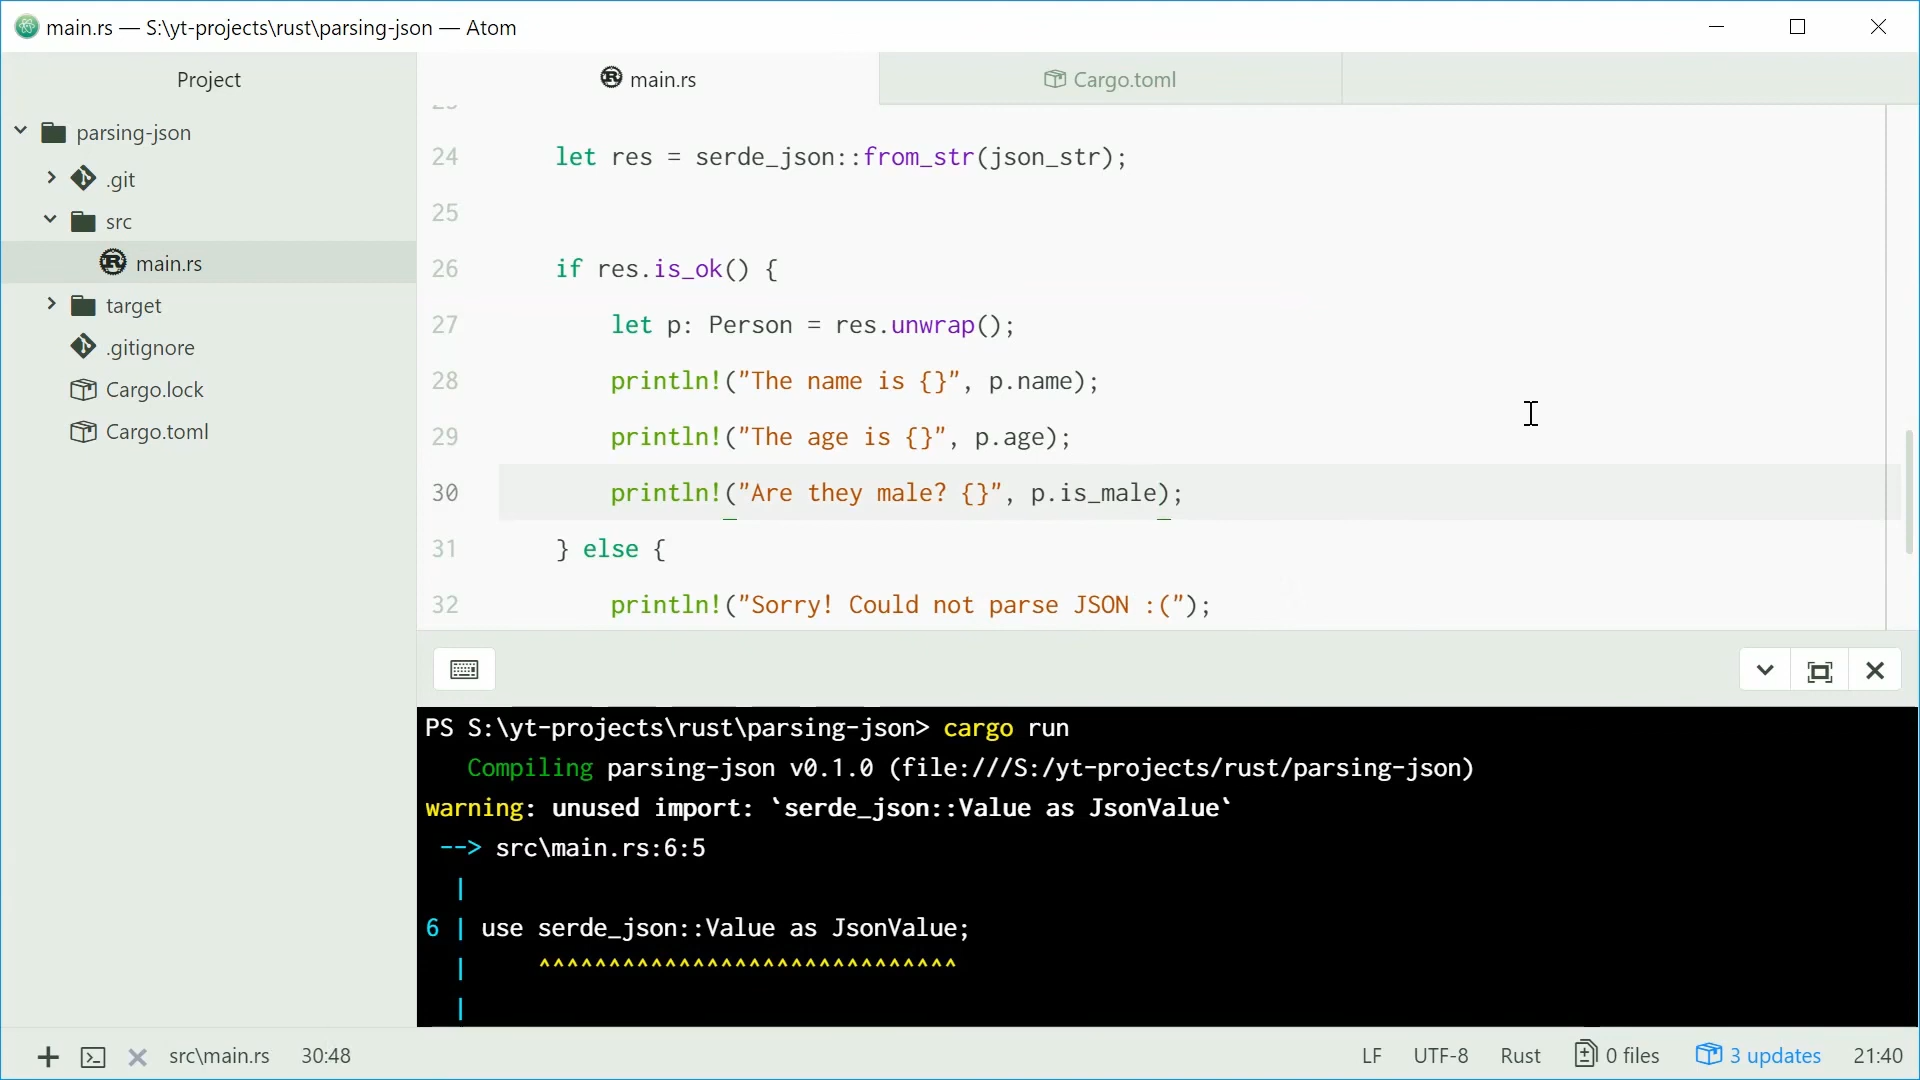 main.rs — S:\yt-projects\rust\parsing-json — Atom
Project
main.rs
Cargo.toml
parsing-json
.git
src
main.rs
target
.gitignore
Cargo.lock
Cargo.toml
24 let res = serde_json::from_str(json_str);
25
26 if res.is_ok() {
27 let p: Person = res.unwrap();
28 println!("The name is {}", p.name);
29 println!("The age is {}", p.age);
30 println!("Are they male? {}", p.is_male);
31 } else {
32 println!("Sorry! Could not parse JSON :(");
PS S:\yt-projects\rust\parsing-json> cargo run
Compiling parsing-json v0.1.0 (file:///S:/yt-projects/rust/parsing-json)
warning: unused import: `serde_json::Value as JsonValue`
--> src\main.rs:6:5
|
6 | use serde_json::Value as JsonValue;
| ^^^^^^^^^^^^^^^^^^^^^^^^^^^^^^
|
src\main.rs 30:48
LF UTF-8 Rust 0 files 3 updates 21:40